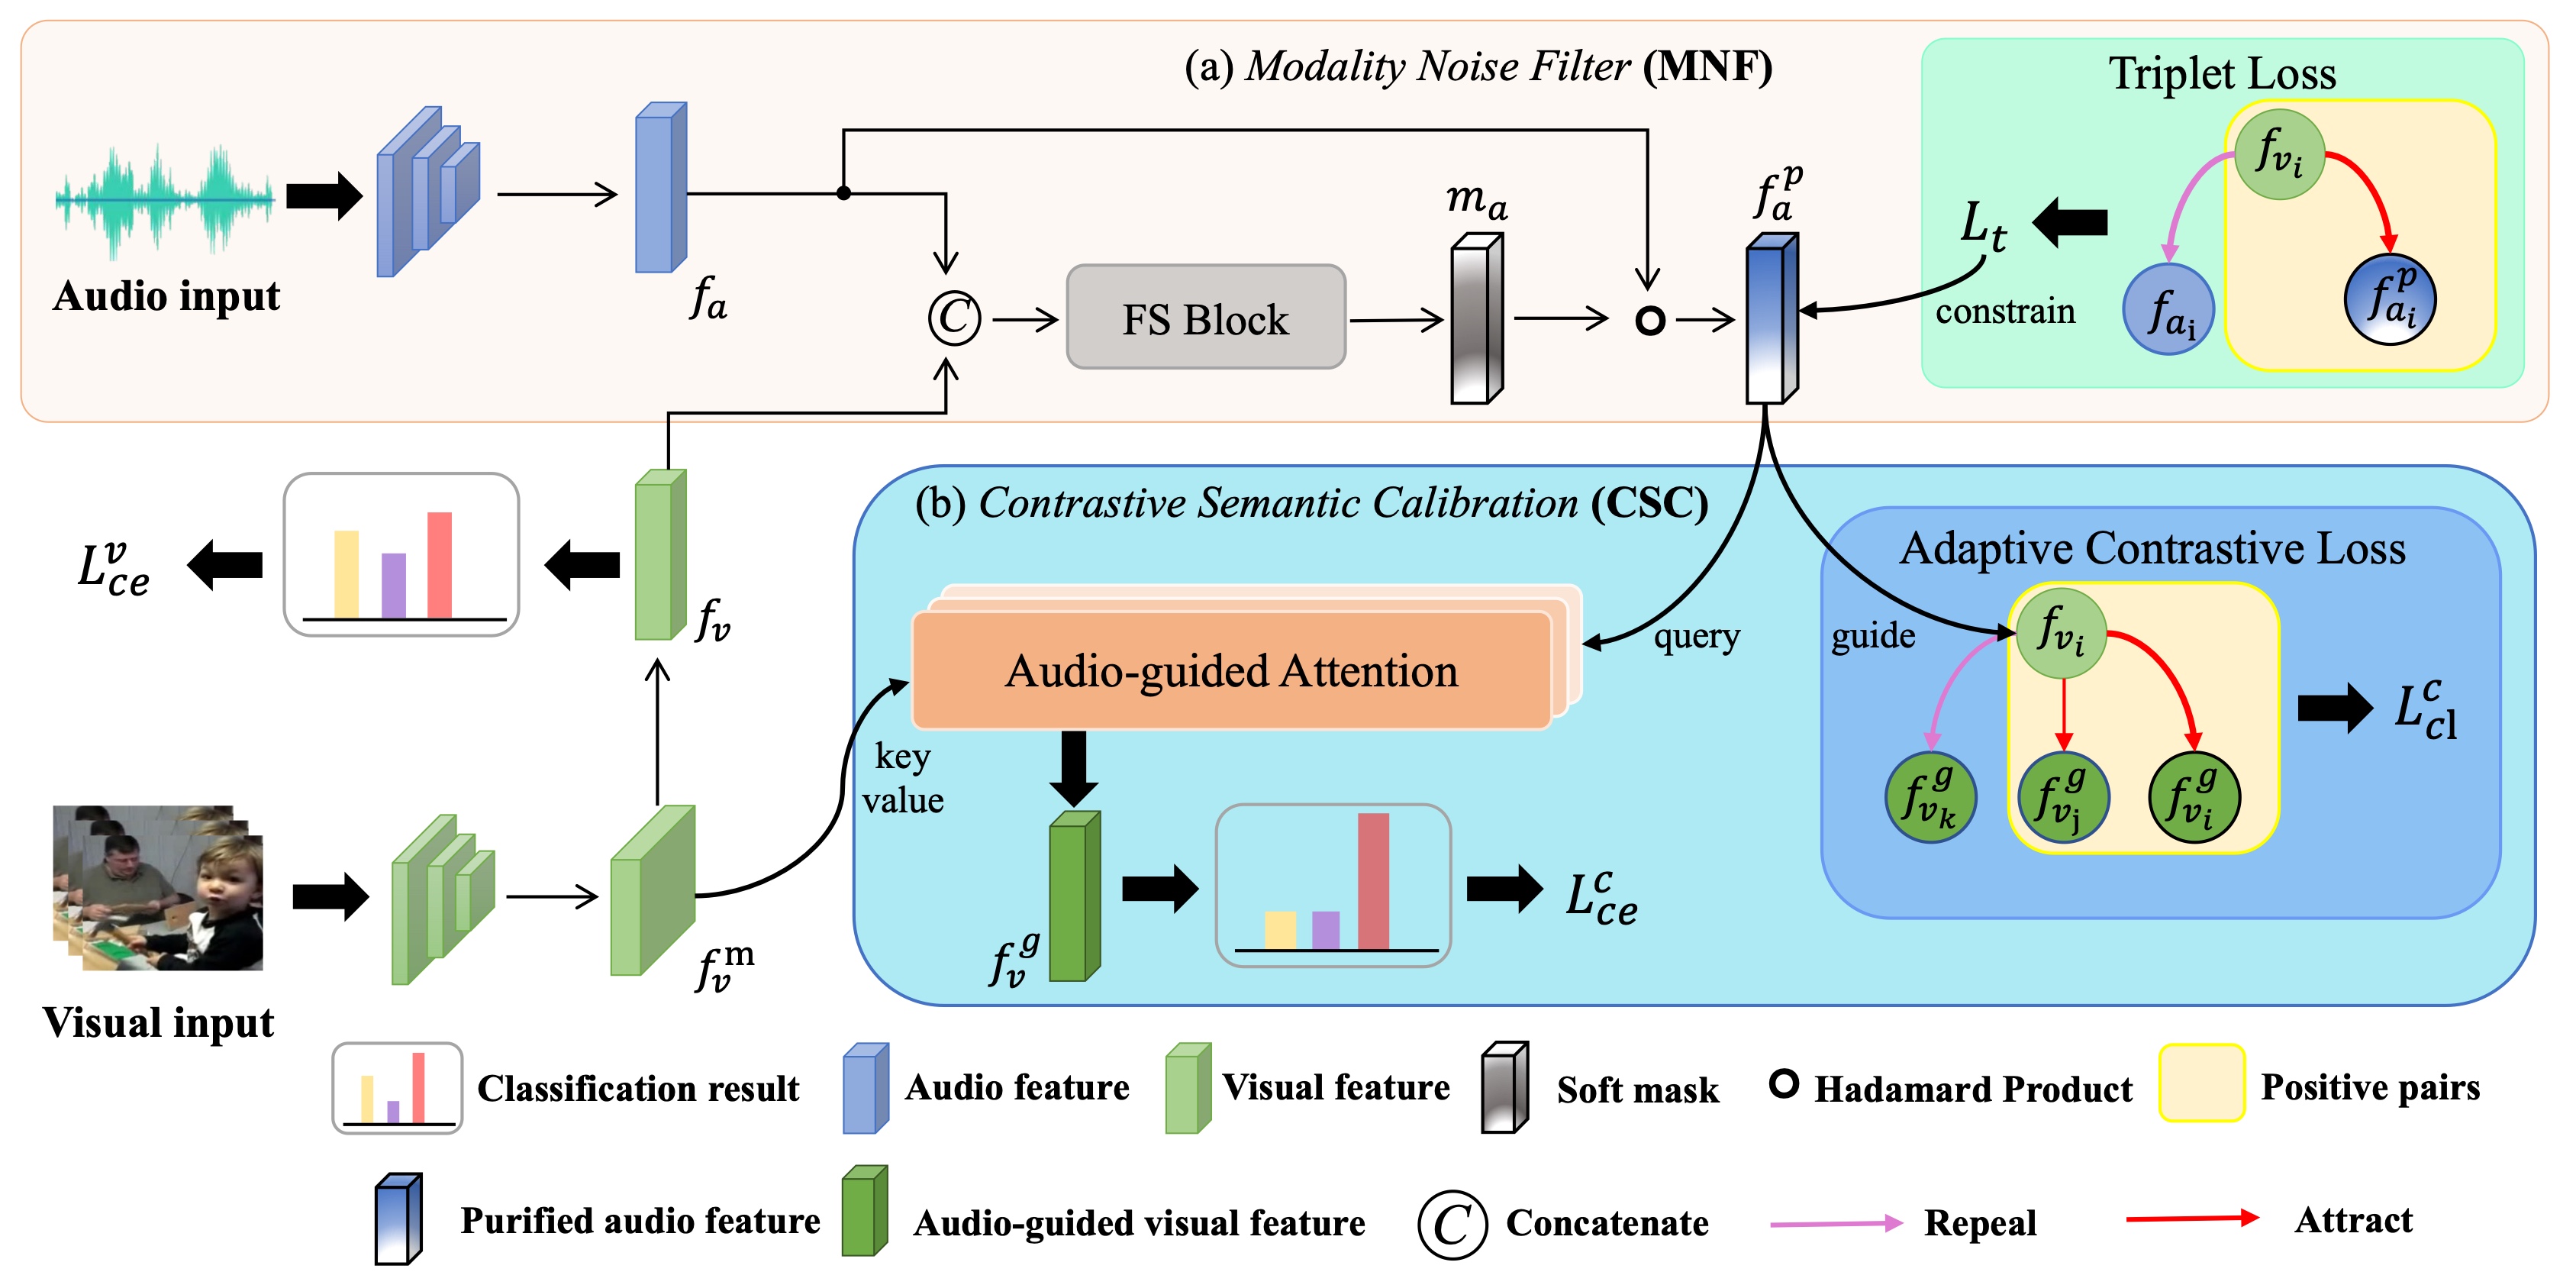 (a) Modality Noise Filter (MNF)
Triplet Loss
f_{v_i}
m_a
f_a^p
L_t
Audio input
f_a
C
FS Block
constrain
f_{a_i}
f_{a_i}^p
(b) Contrastive Semantic Calibration (CSC)
Adaptive Contrastive Loss
L_{ce}^v
f_v
f_{v_i}
query
guide
Audio-guided Attention
L_{cl}^c
key
value
f_{v_k}^g
f_{v_j}^g
f_{v_i}^g
L_{ce}^c
f_v^m
f_v^g
Visual input
Classification result
Audio feature
Visual feature
Soft mask
Hadamard Product
Positive pairs
Purified audio feature
Audio-guided visual feature
C Concatenate
Repeal
Attract